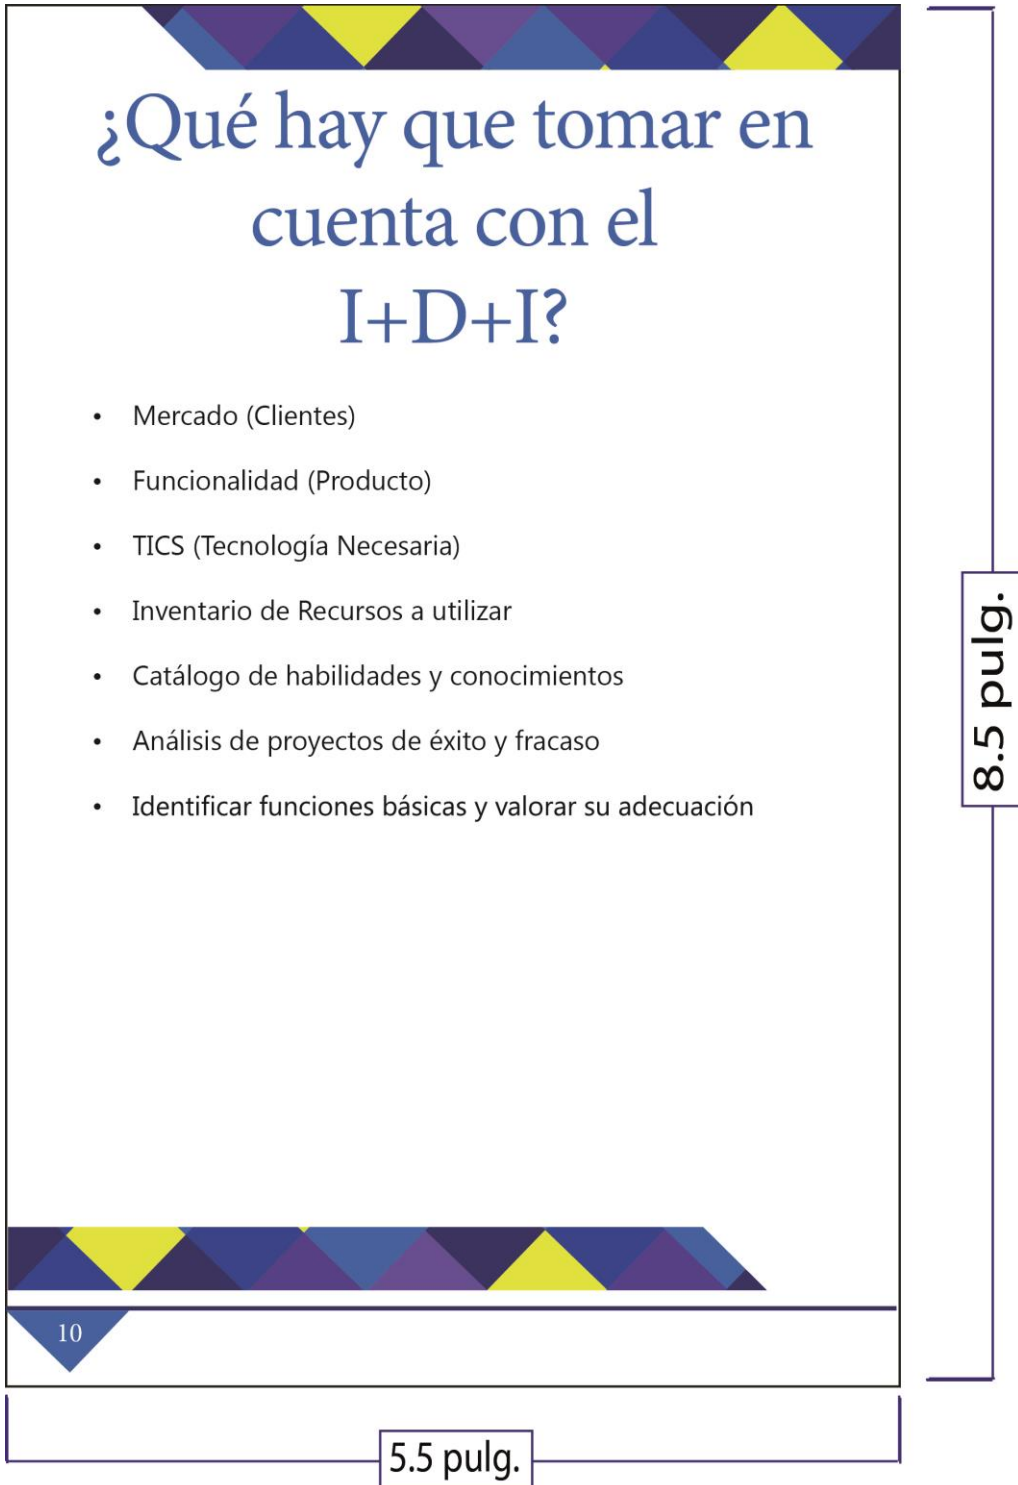 ¿Qué hay que tomar en
cuenta con el
I+D+I?
• Mercado (Clientes)
• Funcionalidad (Producto)
• TICS (Tecnología Necesaria)
• Inventario de Recursos a utilizar
• Catálogo de habilidades y conocimientos
• Análisis de proyectos de éxito y fracaso
• Identificar funciones básicas y valorar su adecuación
8.5 pulg.
10
5.5 pulg.